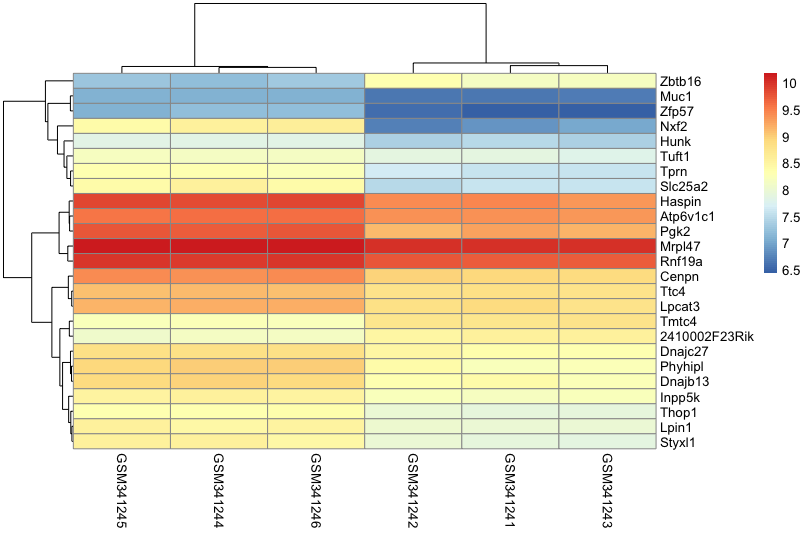 Zbtb16
Muc1
Zfp57
Nxf2
Hunk
Tuft1
Tprn
Slc25a2
Haspin
Atp6v1c1
Pgk2
Mrpl47
Rnf19a
Cenpn
Ttc4
Lpcat3
Tmtc4
2410002F23Rik
Dnajc27
Phyhipl
Dnajb13
Inpp5k
Thop1
Lpin1
Styxl1
GSM341245
GSM341244
GSM341246
GSM341242
GSM341241
GSM341243
10
9.5
9
8.5
8
7.5
7
6.5